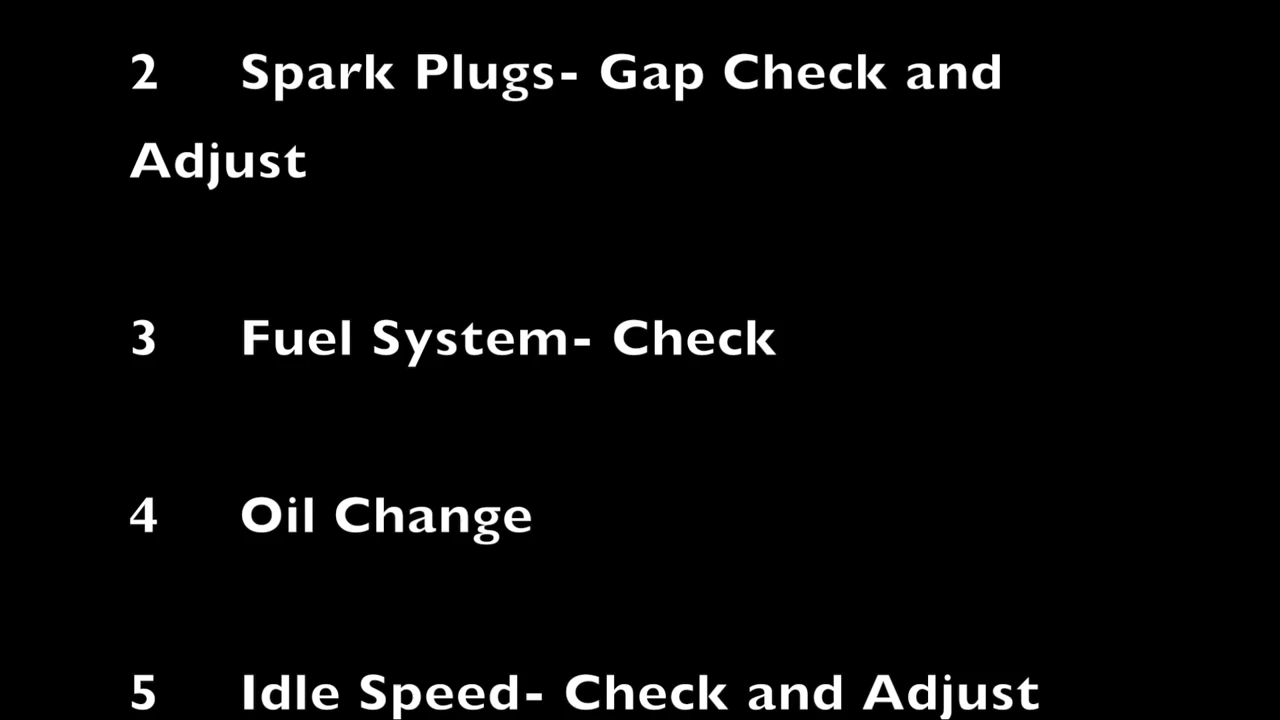 2 Spark Plugs- Gap Check and
Adjust
3 Fuel System- Check
4 Oil Change
5 Idle Speed- Check and Adjust